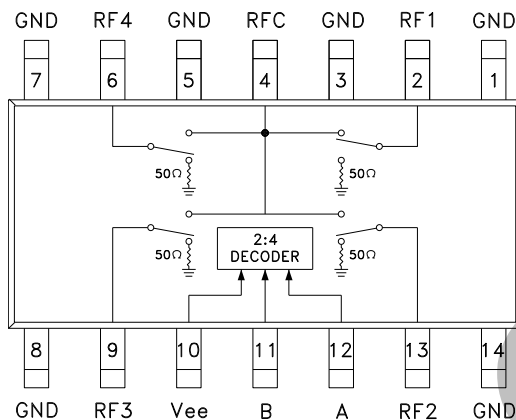 GND RF4 GND RFC GND RF1 GND
7 6 5 4 3 2 1
50Ω 50Ω
2:4
DECODER
50Ω 50Ω
8 9 10 11 12 13 14
GND RF3 Vee B A RF2 GND